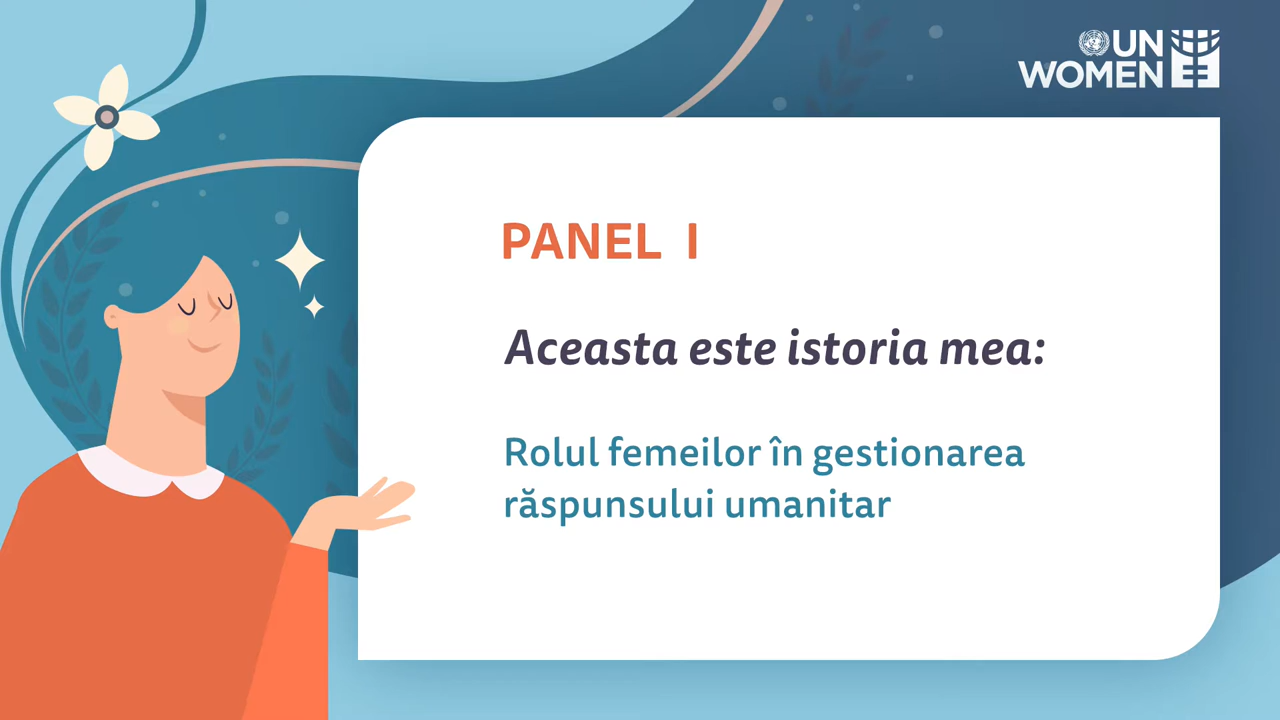 UN
WOMEN
PANEL I
Aceasta este istoria mea:
Rolul femeilor în gestionarea
răspunsului umanitar